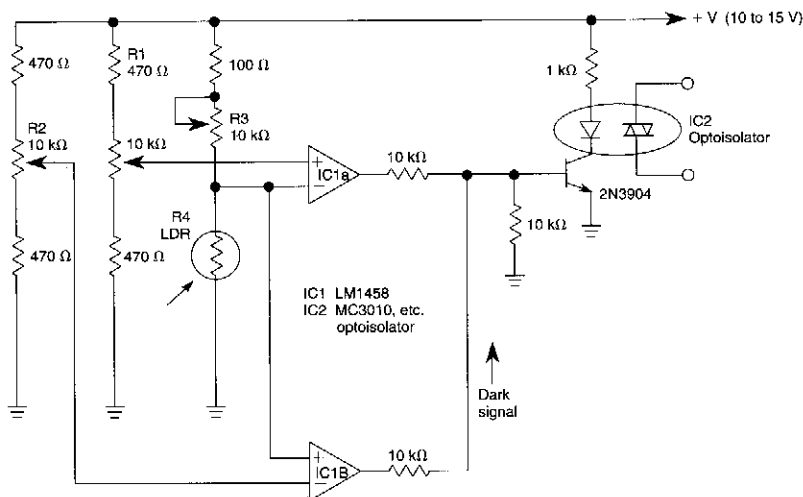 + V (10 to 15 V)
470 Ω
R1
470 Ω
100 Ω
1 kΩ
R2
10 kΩ
10 kΩ
R3
10 kΩ
IC2
Optoisolator
+
−
IC1a
10 kΩ
2N3904
R4
LDR
10 kΩ
470 Ω
470 Ω
IC1 LM1458
IC2 MC3010, etc.
optoisolator
Dark
signal
+
−
IC1B
10 kΩ